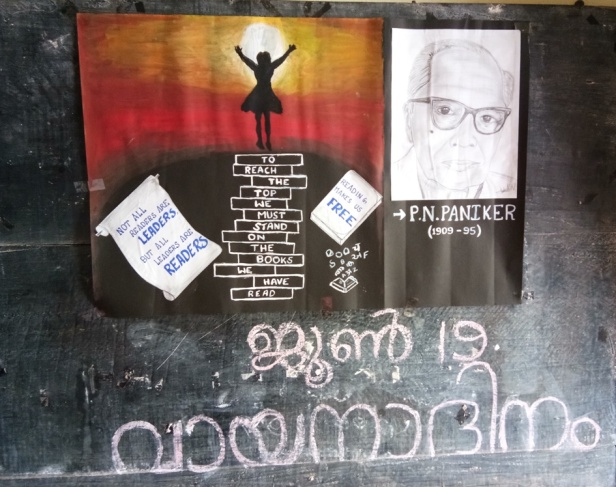 TO
REACH
THE
TOP
WE
MUST
STAND
ON
THE
BOOKS
WE
HAVE
READ
NOT ALL
READERS ARE
LEADERS
BUT ALL
LEADERS ARE
READERS
READING
MAKES US
FREE
→ P.N.PANIKER
(1909-95)
ജൂൺ 19.
വായനാദിനം